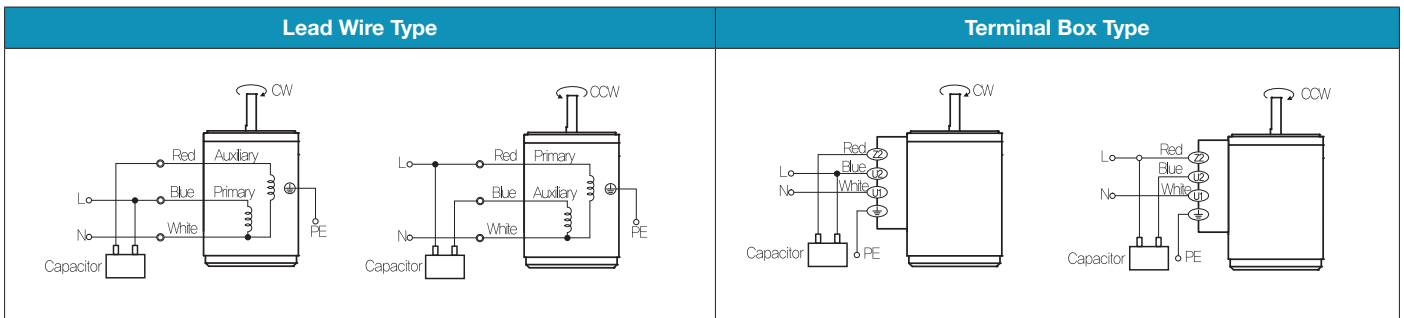 Lead Wire Type
Terminal Box Type
CW
Red Auxiliary
L Blue Primary
N White
PE
Capacitor
CCW
L Red Primary
Blue Auxiliary
N White
PE
Capacitor
CW
Red Z2
L Blue U2
N White U1
Capacitor PE
CCW
L Red Z2
Blue U2
N White U1
Capacitor PE